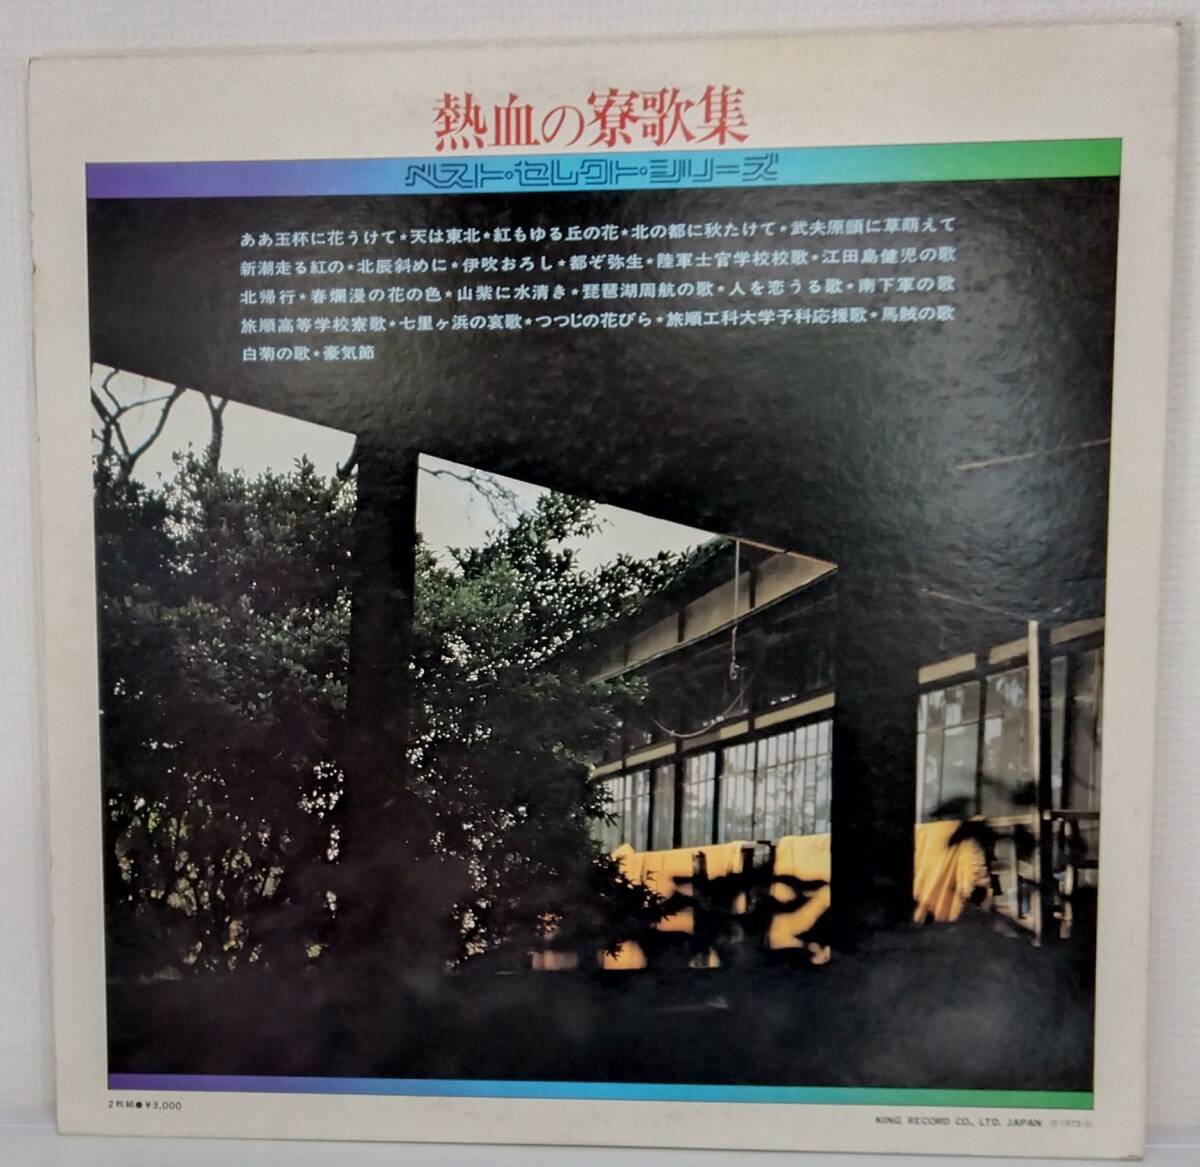 熱血の寮歌集
ベスト・セレクト・シリーズ
ああ玉杯に花うけて★天は東北★紅もゆる丘の花★北の都に秋たけて★武夫原頭に草萌えて
新潮走る紅の★北辰斜めに★伊吹おろし★都ぞ弥生★陸軍士官学校校歌★江田島健児の歌
北帰行★春爛漫の花の色★山紫に水清き★琵琶湖周航の歌★人を恋うる歌★南下軍の歌
旅順高等学校寮歌★七里ヶ浜の哀歌★つつじの花びら★旅順工科大学予科応援歌★馬賊の歌
白菊の歌★豪気節
2枚組●¥3,000
KING RECORD CO., LTD. JAPAN